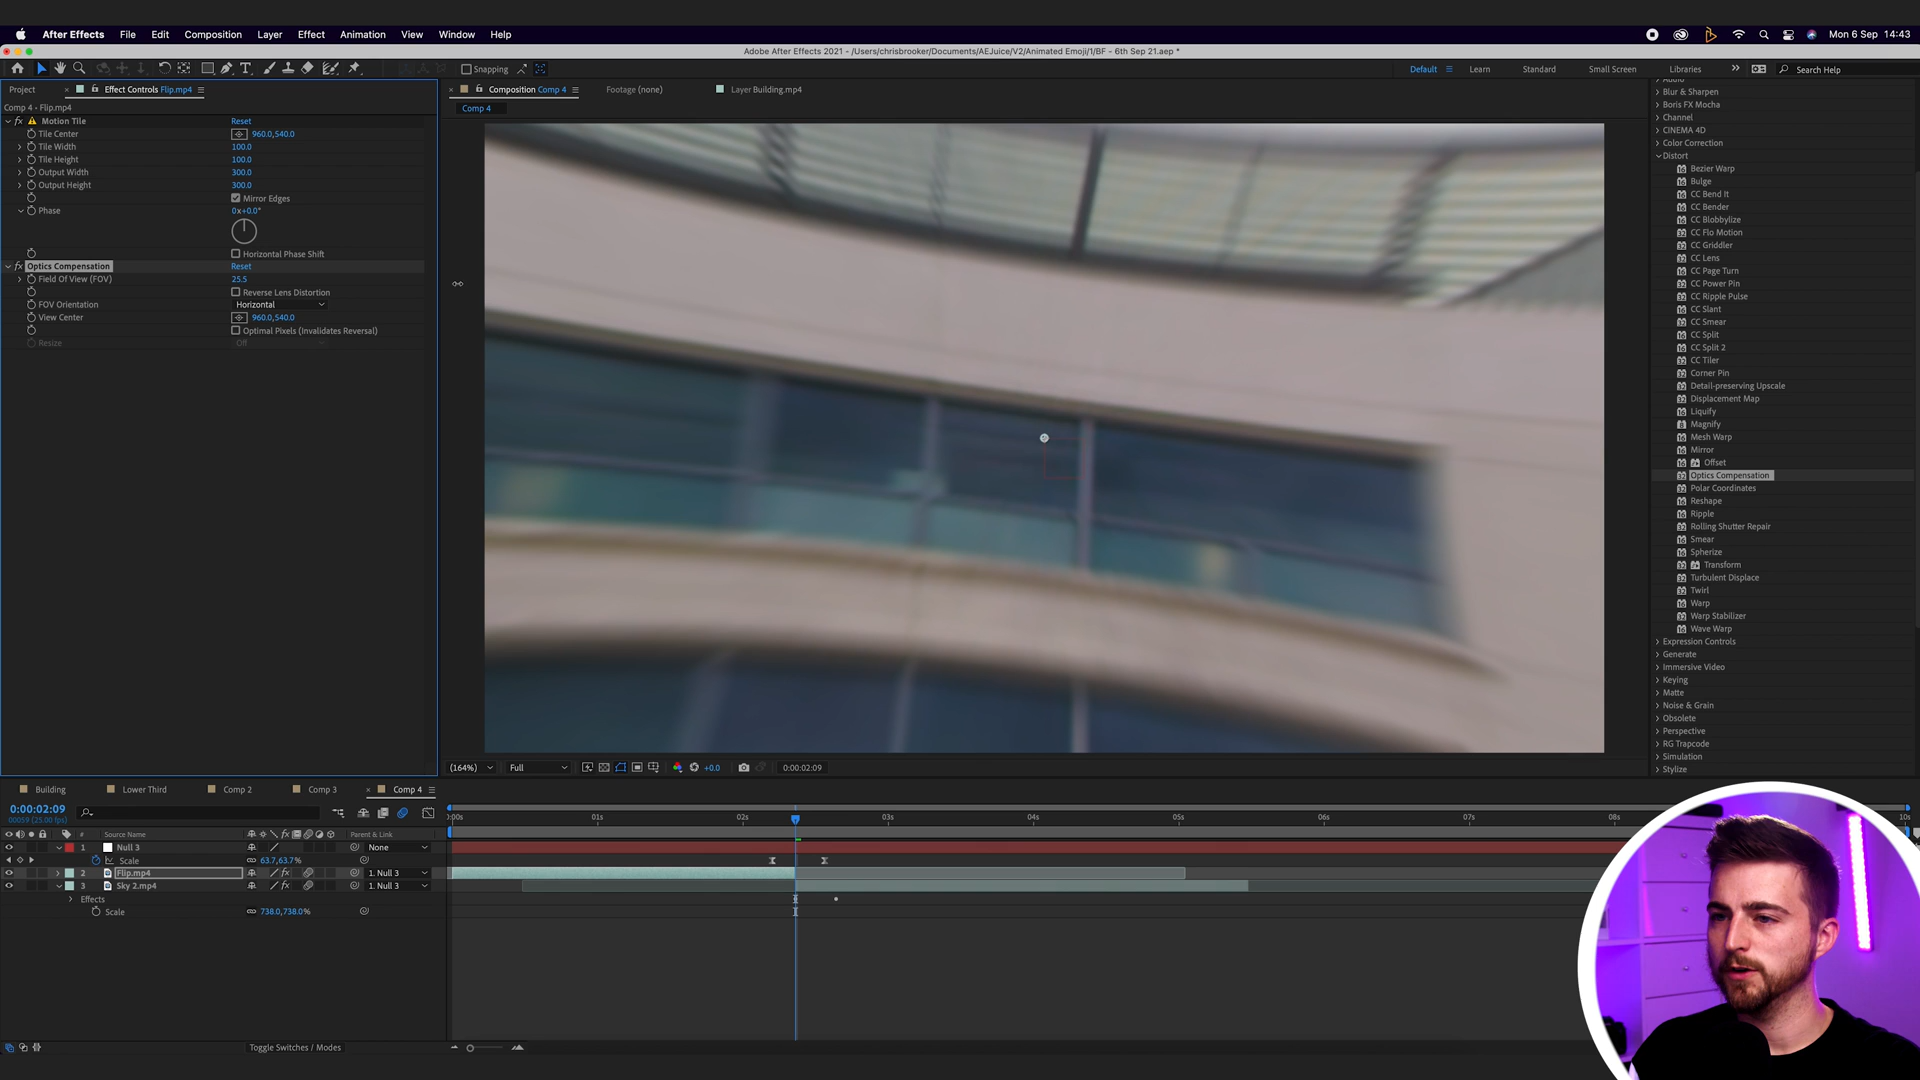 After Effects File Edit Composition Layer Effect Animation View Window Help Mon 6 Sep 14:43
Adobe After Effects 2021 - /Users/chrisbrooker/Documents/AEJuice/V2/Animated Emoji/1/BF - 6th Sep 21.aep *
Snapping Default Learn Standard Small Screen Libraries Search Help
Project Effect Controls Flip.mp4 Composition Comp 4 Footage (none) Layer Building.mp4
Comp 4 • Flip.mp4
Comp 4
fx Motion Tile Reset
Tile Center 960.0,540.0
Tile Width 100.0
Tile Height 100.0
Output Width 300.0
Output Height 300.0
Mirror Edges
Phase 0x+0.0°
Horizontal Phase Shift
fx Optics Compensation Reset
Field Of View (FOV) 25.5
Reverse Lens Distortion
FOV Orientation Horizontal
View Center 960.0,540.0
Optimal Pixels (Invalidates Reversal)
Resize Off
Blur & Sharpen
Boris FX Mocha
Channel
CINEMA 4D
Color Correction
Distort
Bezier Warp
Bulge
CC Bend It
CC Bender
CC Blobbylize
CC Flo Motion
CC Griddler
CC Lens
CC Page Turn
CC Power Pin
CC Ripple Pulse
CC Slant
CC Smear
CC Split
CC Split 2
CC Tiler
Corner Pin
Detail-preserving Upscale
Displacement Map
Liquify
Magnify
Mesh Warp
Mirror
Offset
Optics Compensation
Polar Coordinates
Reshape
Ripple
Rolling Shutter Repair
Smear
Spherize
Transform
Turbulent Displace
Twirl
Warp
Warp Stabilizer
Wave Warp
Expression Controls
Generate
Immersive Video
Keying
Matte
Noise & Grain
Obsolete
Perspective
RG Trapcode
Simulation
Stylize
(164%) Full +0.0 0:00:02:09
Building Lower Third Comp 2 Comp 3 Comp 4
0:00:02:09
00059 (25.00 fps)
:00s 01s 02s 03s 04s 05s 06s 07s 08s 10s
# Source Name Parent & Link
1 Null 3 None
Scale 63.7,63.7%
2 Flip.mp4 fx 1. Null 3
3 Sky 2.mp4 fx 1. Null 3
Effects
Scale 738.0,738.0%
Toggle Switches / Modes